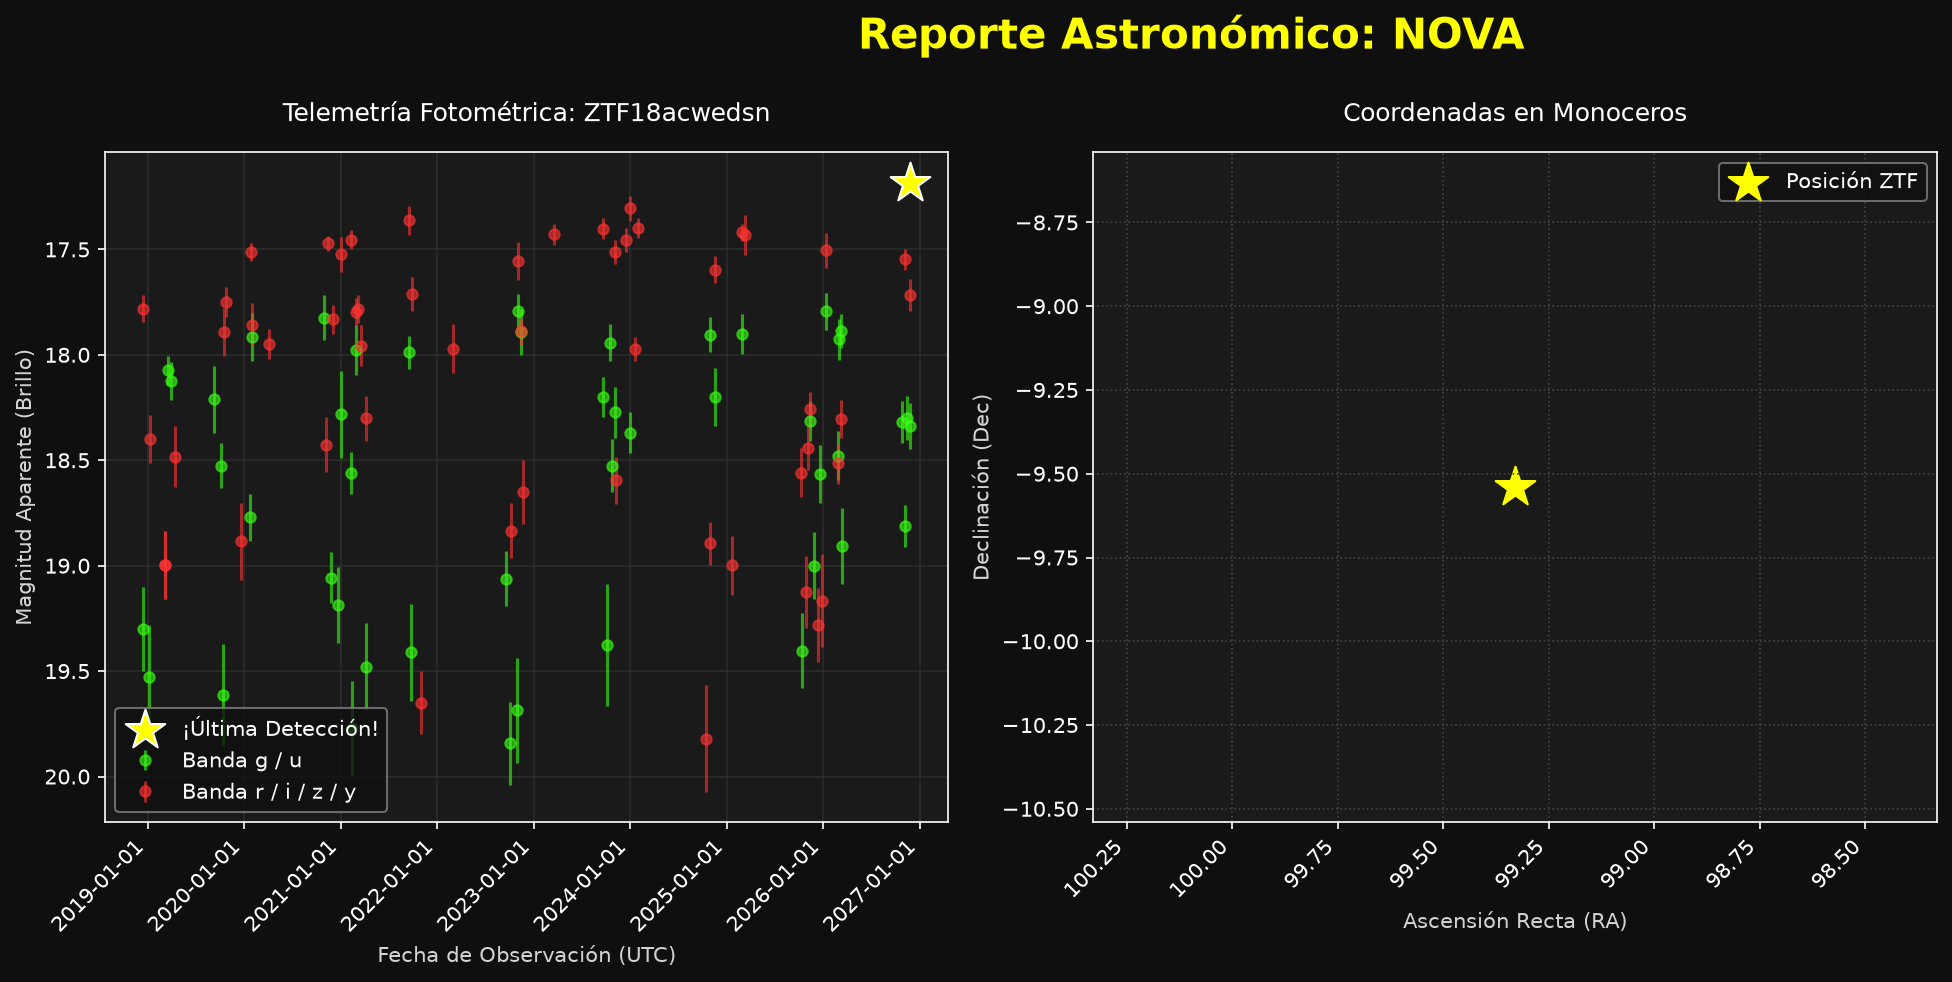 Reporte Astronómico: NOVA
Telemetría Fotométrica: ZTF18acwedsn
Magnitud Aparente (Brillo)
17.5
18.0
18.5
19.0
19.5
20.0
¡Última Detección!
Banda g / u
Banda r / i / z / y
2019-01-01
2020-01-01
2021-01-01
2022-01-01
2023-01-01
2024-01-01
2025-01-01
2026-01-01
2027-01-01
Fecha de Observación (UTC)
Coordenadas en Monoceros
Posición ZTF
Declinación (Dec)
−8.75
−9.00
−9.25
−9.50
−9.75
−10.00
−10.25
−10.50
100.25
100.00
99.75
99.50
99.25
99.00
98.75
98.50
Ascensión Recta (RA)